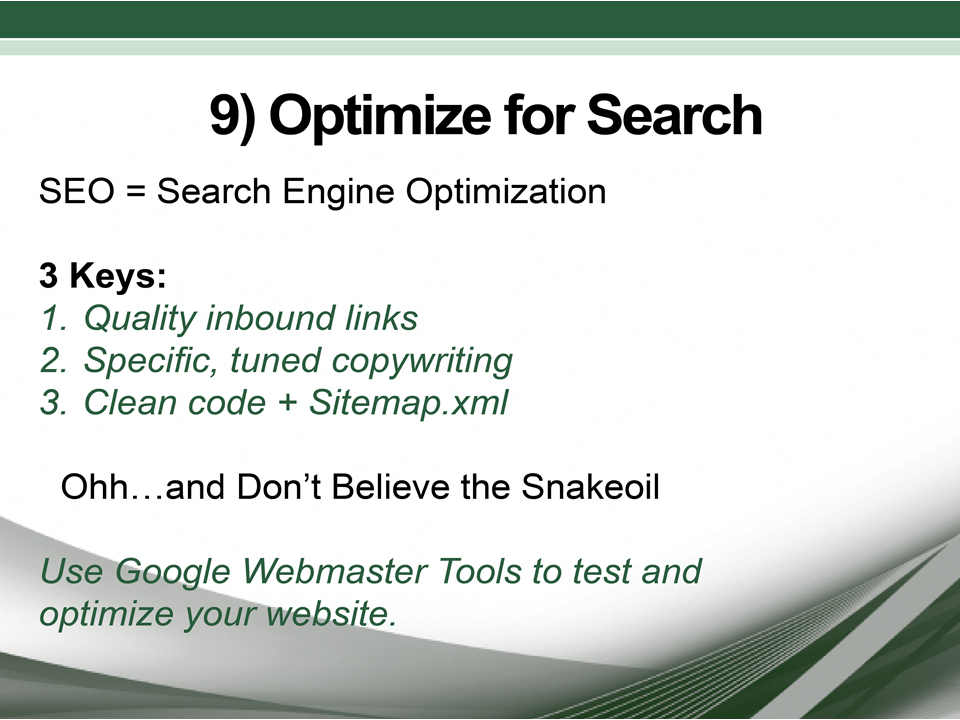 9) Optimize for Search
SEO = Search Engine Optimization
3 Keys:
1. Quality inbound links
2. Specific, tuned copywriting
3. Clean code + Sitemap.xml
Ohh…and Don’t Believe the Snakeoil
Use Google Webmaster Tools to test and
optimize your website.